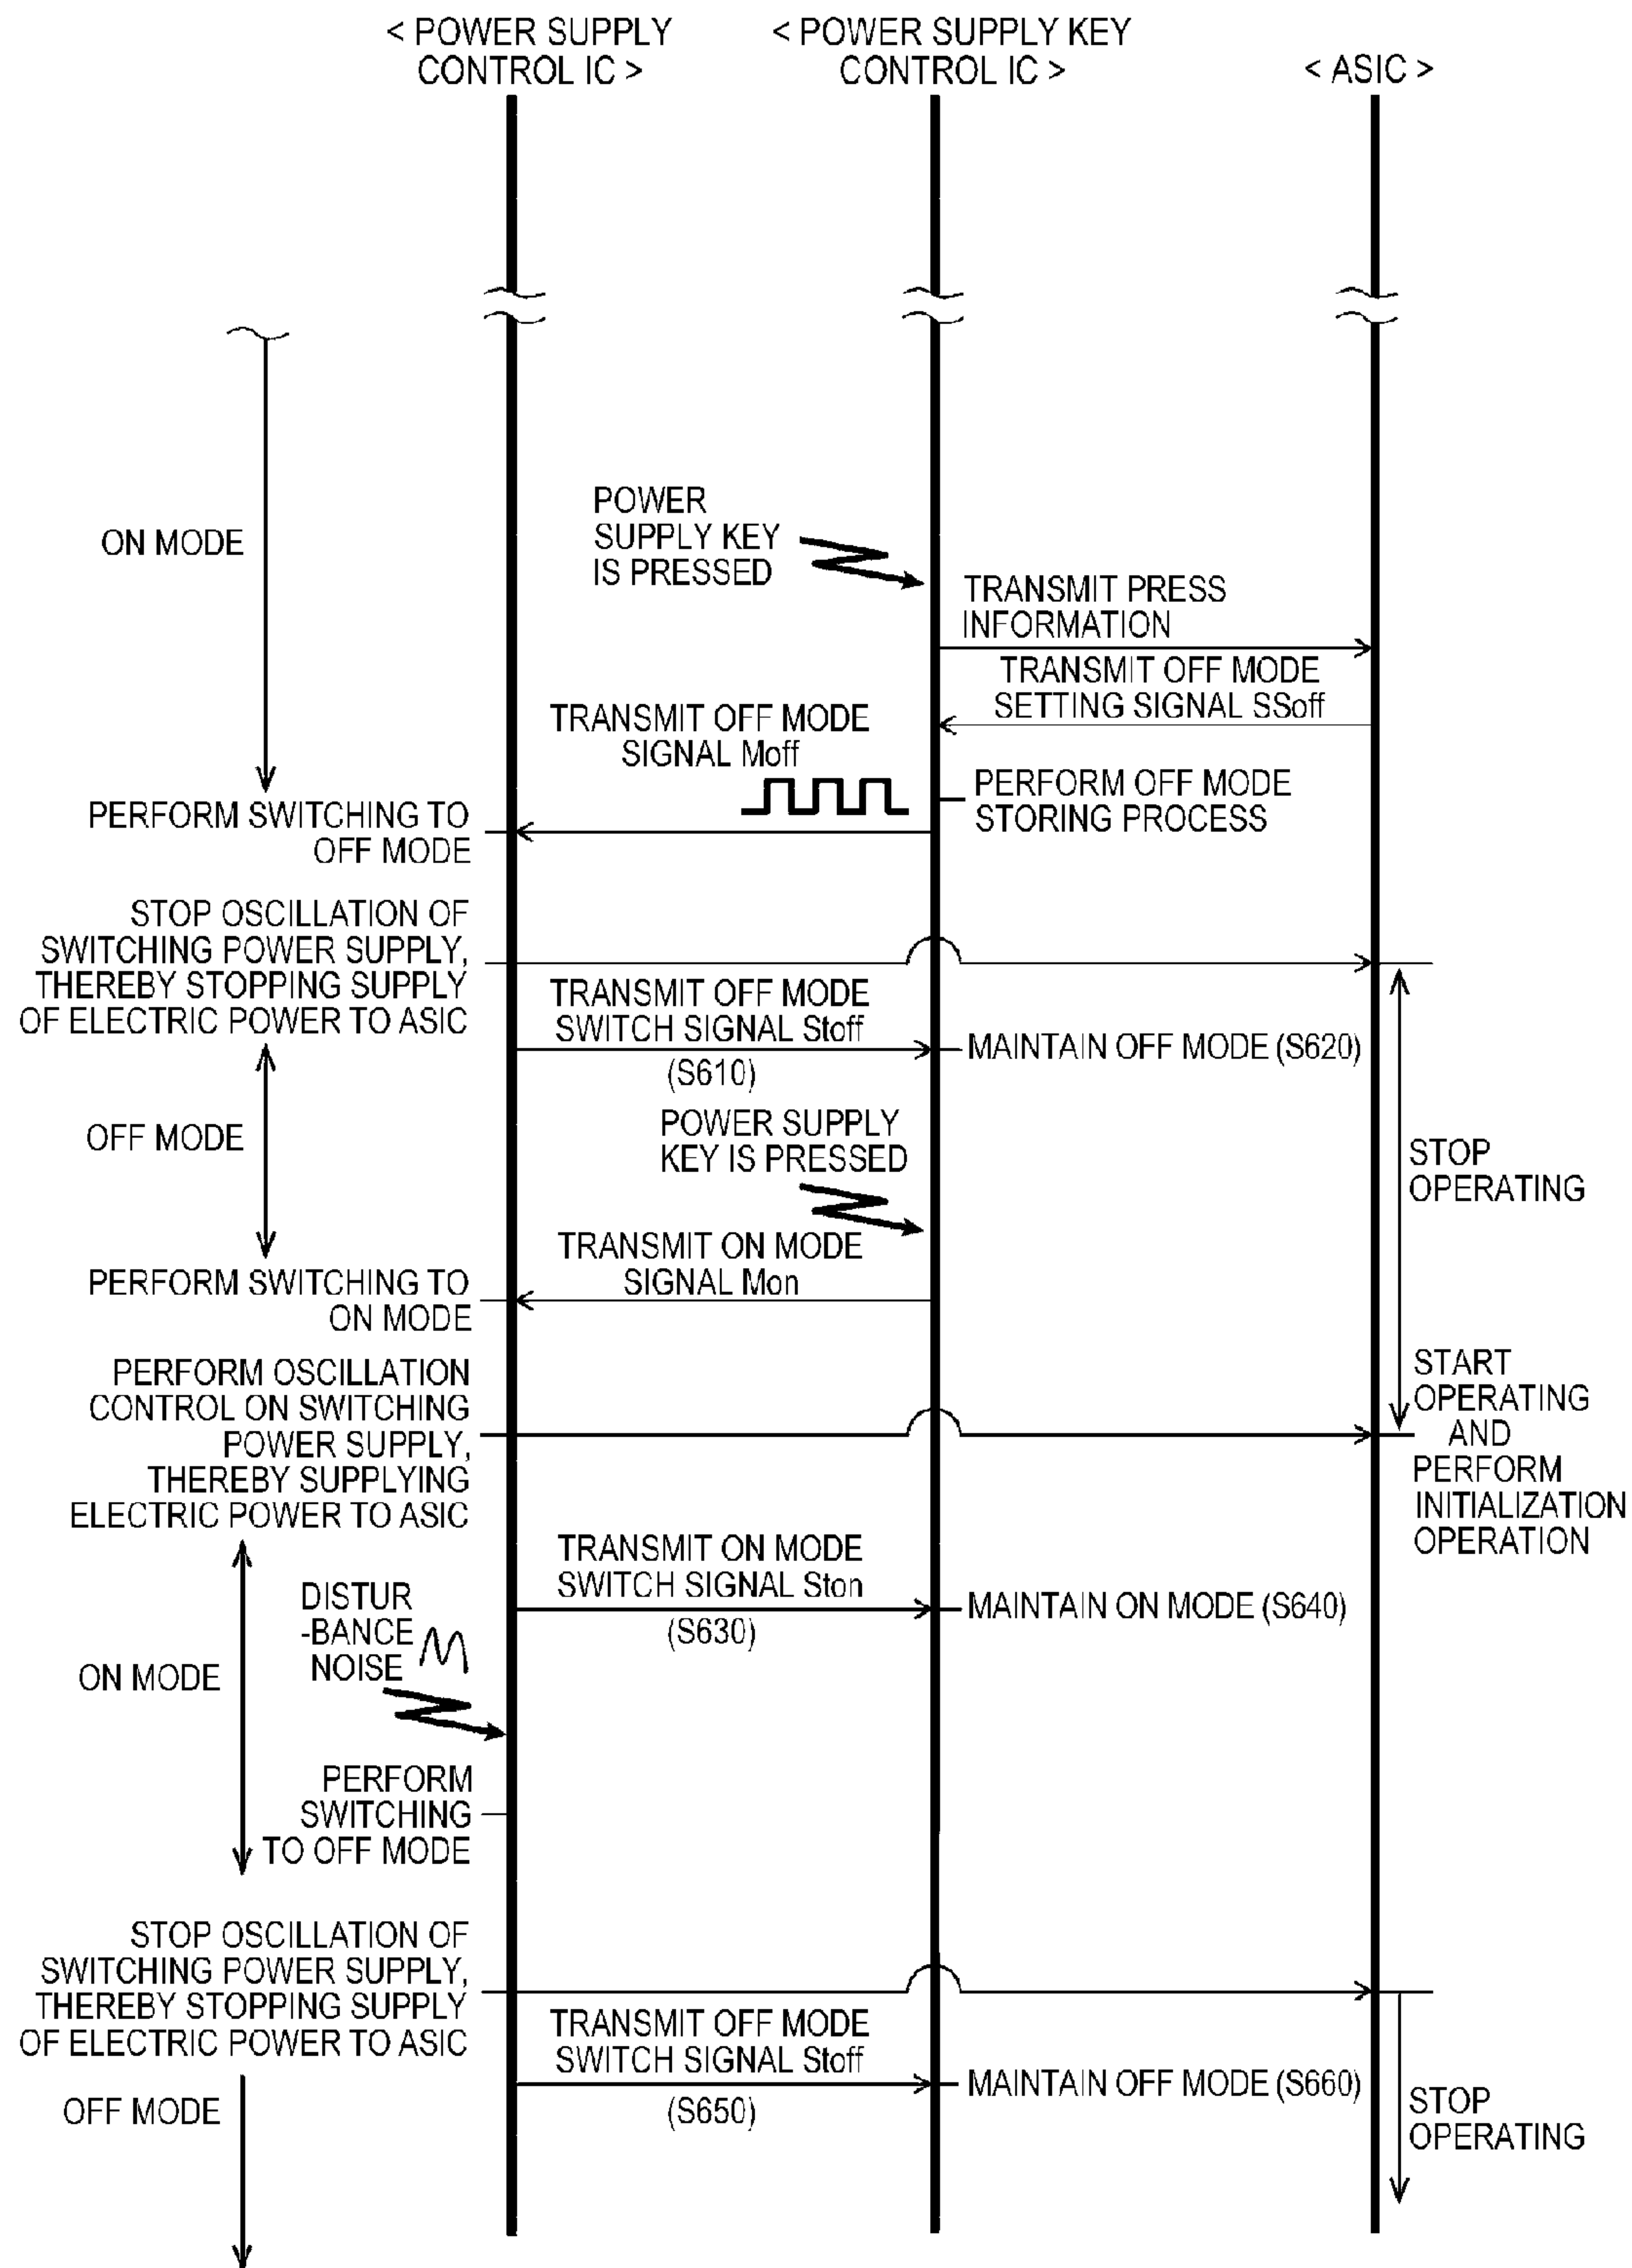 < POWER SUPPLY
CONTROL IC >
< POWER SUPPLY KEY
CONTROL IC >
< ASIC >
ON MODE
POWER
SUPPLY KEY
IS PRESSED
TRANSMIT PRESS
INFORMATION
TRANSMIT OFF MODE
SETTING SIGNAL SSoff
TRANSMIT OFF MODE
SIGNAL Moff
PERFORM OFF MODE
STORING PROCESS
PERFORM SWITCHING TO
OFF MODE
STOP OSCILLATION OF
SWITCHING POWER SUPPLY,
THEREBY STOPPING SUPPLY
OF ELECTRIC POWER TO ASIC
TRANSMIT OFF MODE
SWITCH SIGNAL Stoff
(S610)
MAINTAIN OFF MODE (S620)
OFF MODE
POWER SUPPLY
KEY IS PRESSED
STOP
OPERATING
TRANSMIT ON MODE
SIGNAL Mon
PERFORM SWITCHING TO
ON MODE
PERFORM OSCILLATION
CONTROL ON SWITCHING
POWER SUPPLY,
THEREBY SUPPLYING
ELECTRIC POWER TO ASIC
START
OPERATING
AND
PERFORM
INITIALIZATION
OPERATION
TRANSMIT ON MODE
SWITCH SIGNAL Ston
(S630)
MAINTAIN ON MODE (S640)
DISTUR
-BANCE
NOISE
ON MODE
PERFORM
SWITCHING
TO OFF MODE
STOP OSCILLATION OF
SWITCHING POWER SUPPLY,
THEREBY STOPPING SUPPLY
OF ELECTRIC POWER TO ASIC
TRANSMIT OFF MODE
SWITCH SIGNAL Stoff
(S650)
MAINTAIN OFF MODE (S660)
OFF MODE
STOP
OPERATING